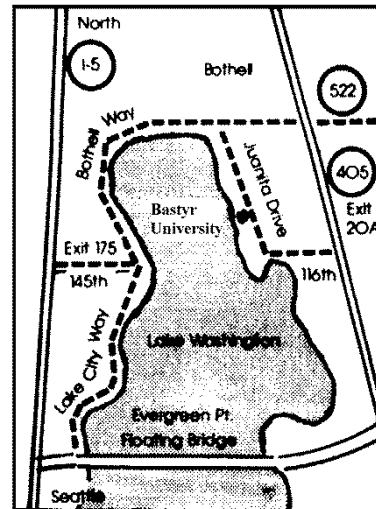 North
I-5
Bothell
522
Bothell Way
Juanita Drive
405
Exit
20A
Bastyr
University
Exit 175
145th
116th
Lake City Way
Lake Washington
Evergreen Pt.
Floating Bridge
Seattle